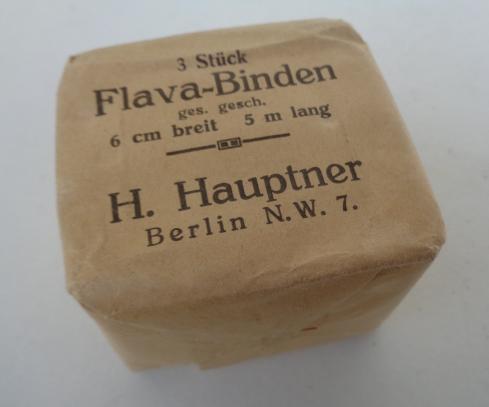 3 Stück
Flava-Binden
ges. gesch.
6 cm breit 5 m lang
H. Hauptner
Berlin N.W. 7.